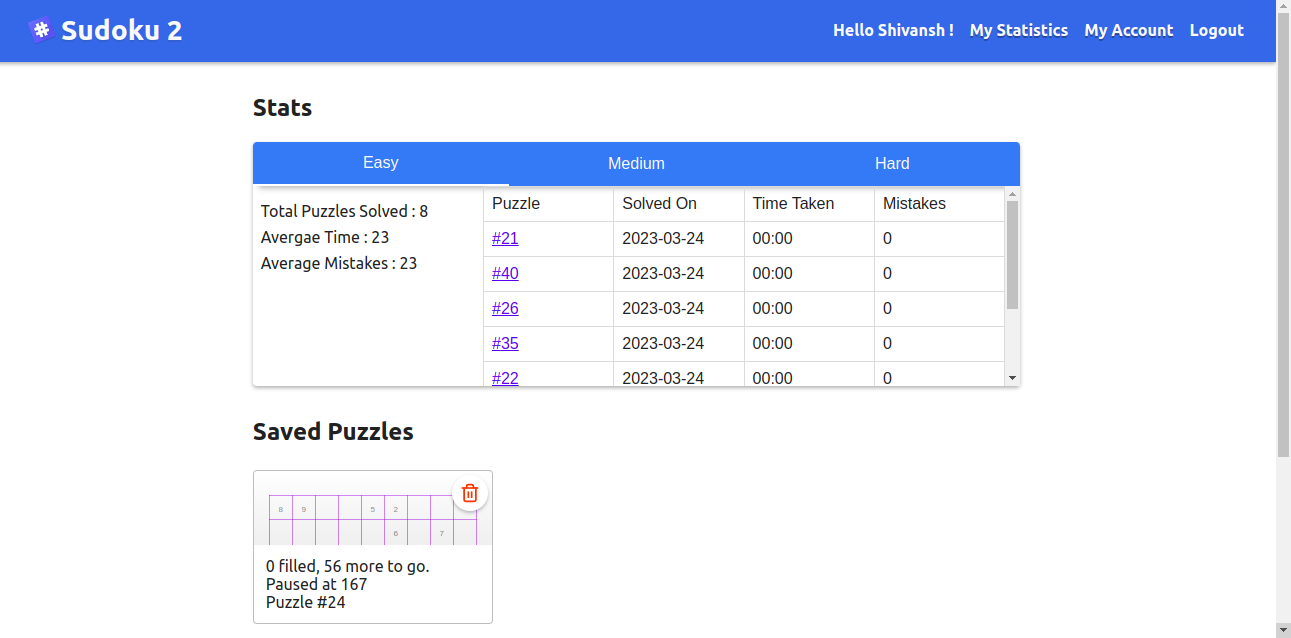 Sudoku 2
Hello Shivansh ! My Statistics My Account Logout
Stats
Easy Medium Hard
Total Puzzles Solved : 8
Avergae Time : 23
Average Mistakes : 23
Puzzle Solved On Time Taken Mistakes
#21 2023-03-24 00:00 0
#40 2023-03-24 00:00 0
#26 2023-03-24 00:00 0
#35 2023-03-24 00:00 0
#22 2023-03-24 00:00 0
Saved Puzzles
8 9 5 2
6 7
0 filled, 56 more to go.
Paused at 167
Puzzle #24